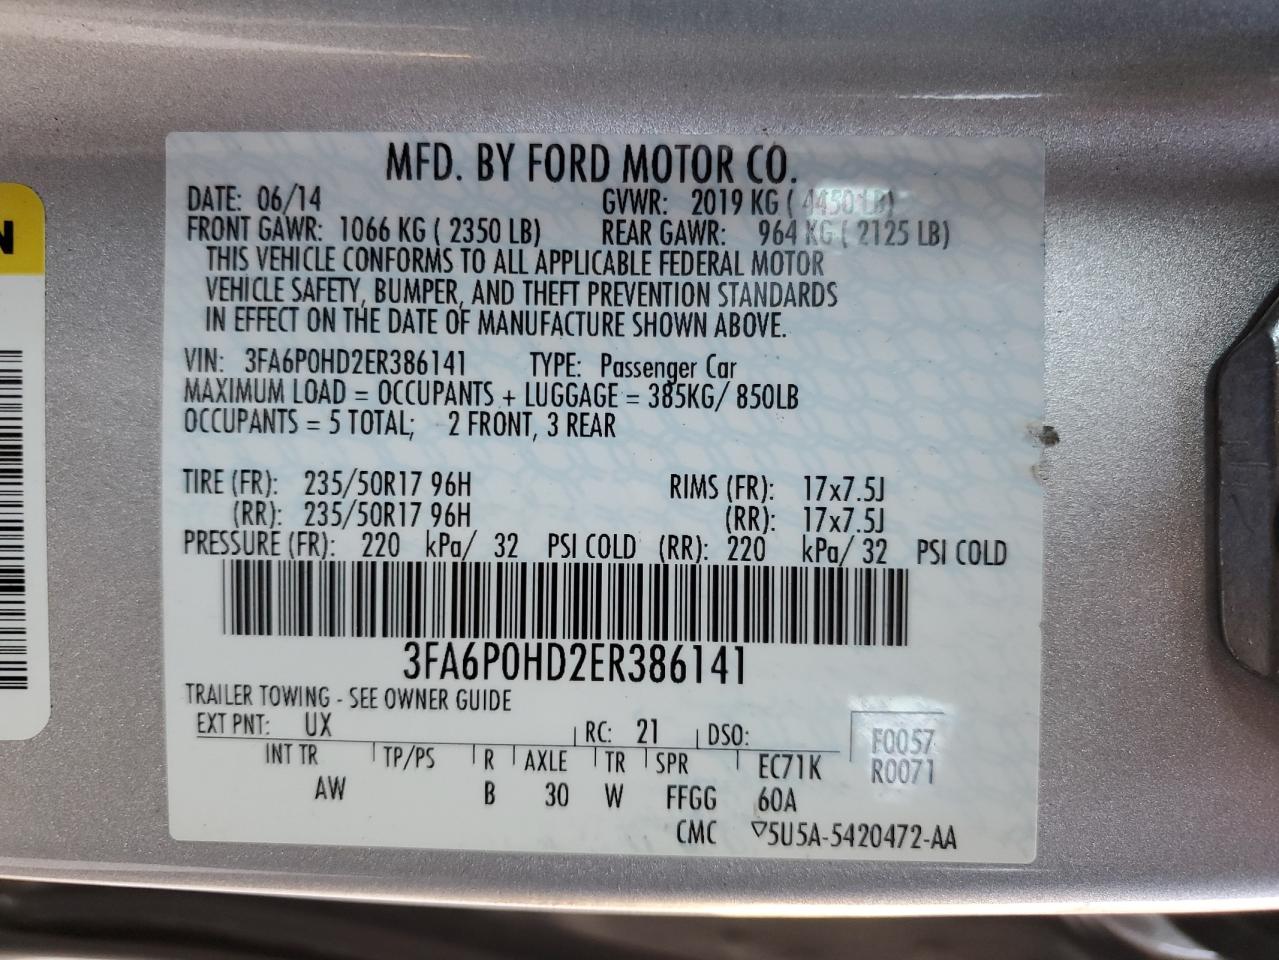 MFD. BY FORD MOTOR CO.
DATE: 06/14 GVWR: 2019 KG ( 4450 LB)
FRONT GAWR: 1066 KG ( 2350 LB) REAR GAWR: 964 KG ( 2125 LB)
THIS VEHICLE CONFORMS TO ALL APPLICABLE FEDERAL MOTOR
VEHICLE SAFETY, BUMPER, AND THEFT PREVENTION STANDARDS
IN EFFECT ON THE DATE OF MANUFACTURE SHOWN ABOVE.
VIN: 3FA6P0HD2ER386141 TYPE: Passenger Car
MAXIMUM LOAD = OCCUPANTS + LUGGAGE = 385KG/ 850LB
OCCUPANTS = 5 TOTAL; 2 FRONT, 3 REAR
TIRE (FR): 235/50R17 96H RIMS (FR): 17x7.5J
(RR): 235/50R17 96H (RR): 17x7.5J
PRESSURE (FR): 220 kPa/ 32 PSI COLD (RR): 220 kPa/ 32 PSI COLD
3FA6P0HD2ER386141
TRAILER TOWING - SEE OWNER GUIDE
EXT PNT: UX RC: 21 DSO: F0057
INT TR TP/PS R AXLE TR SPR EC71K R0071
AW B 30 W FFGG 60A
CMC ▽5U5A-5420472-AA
N